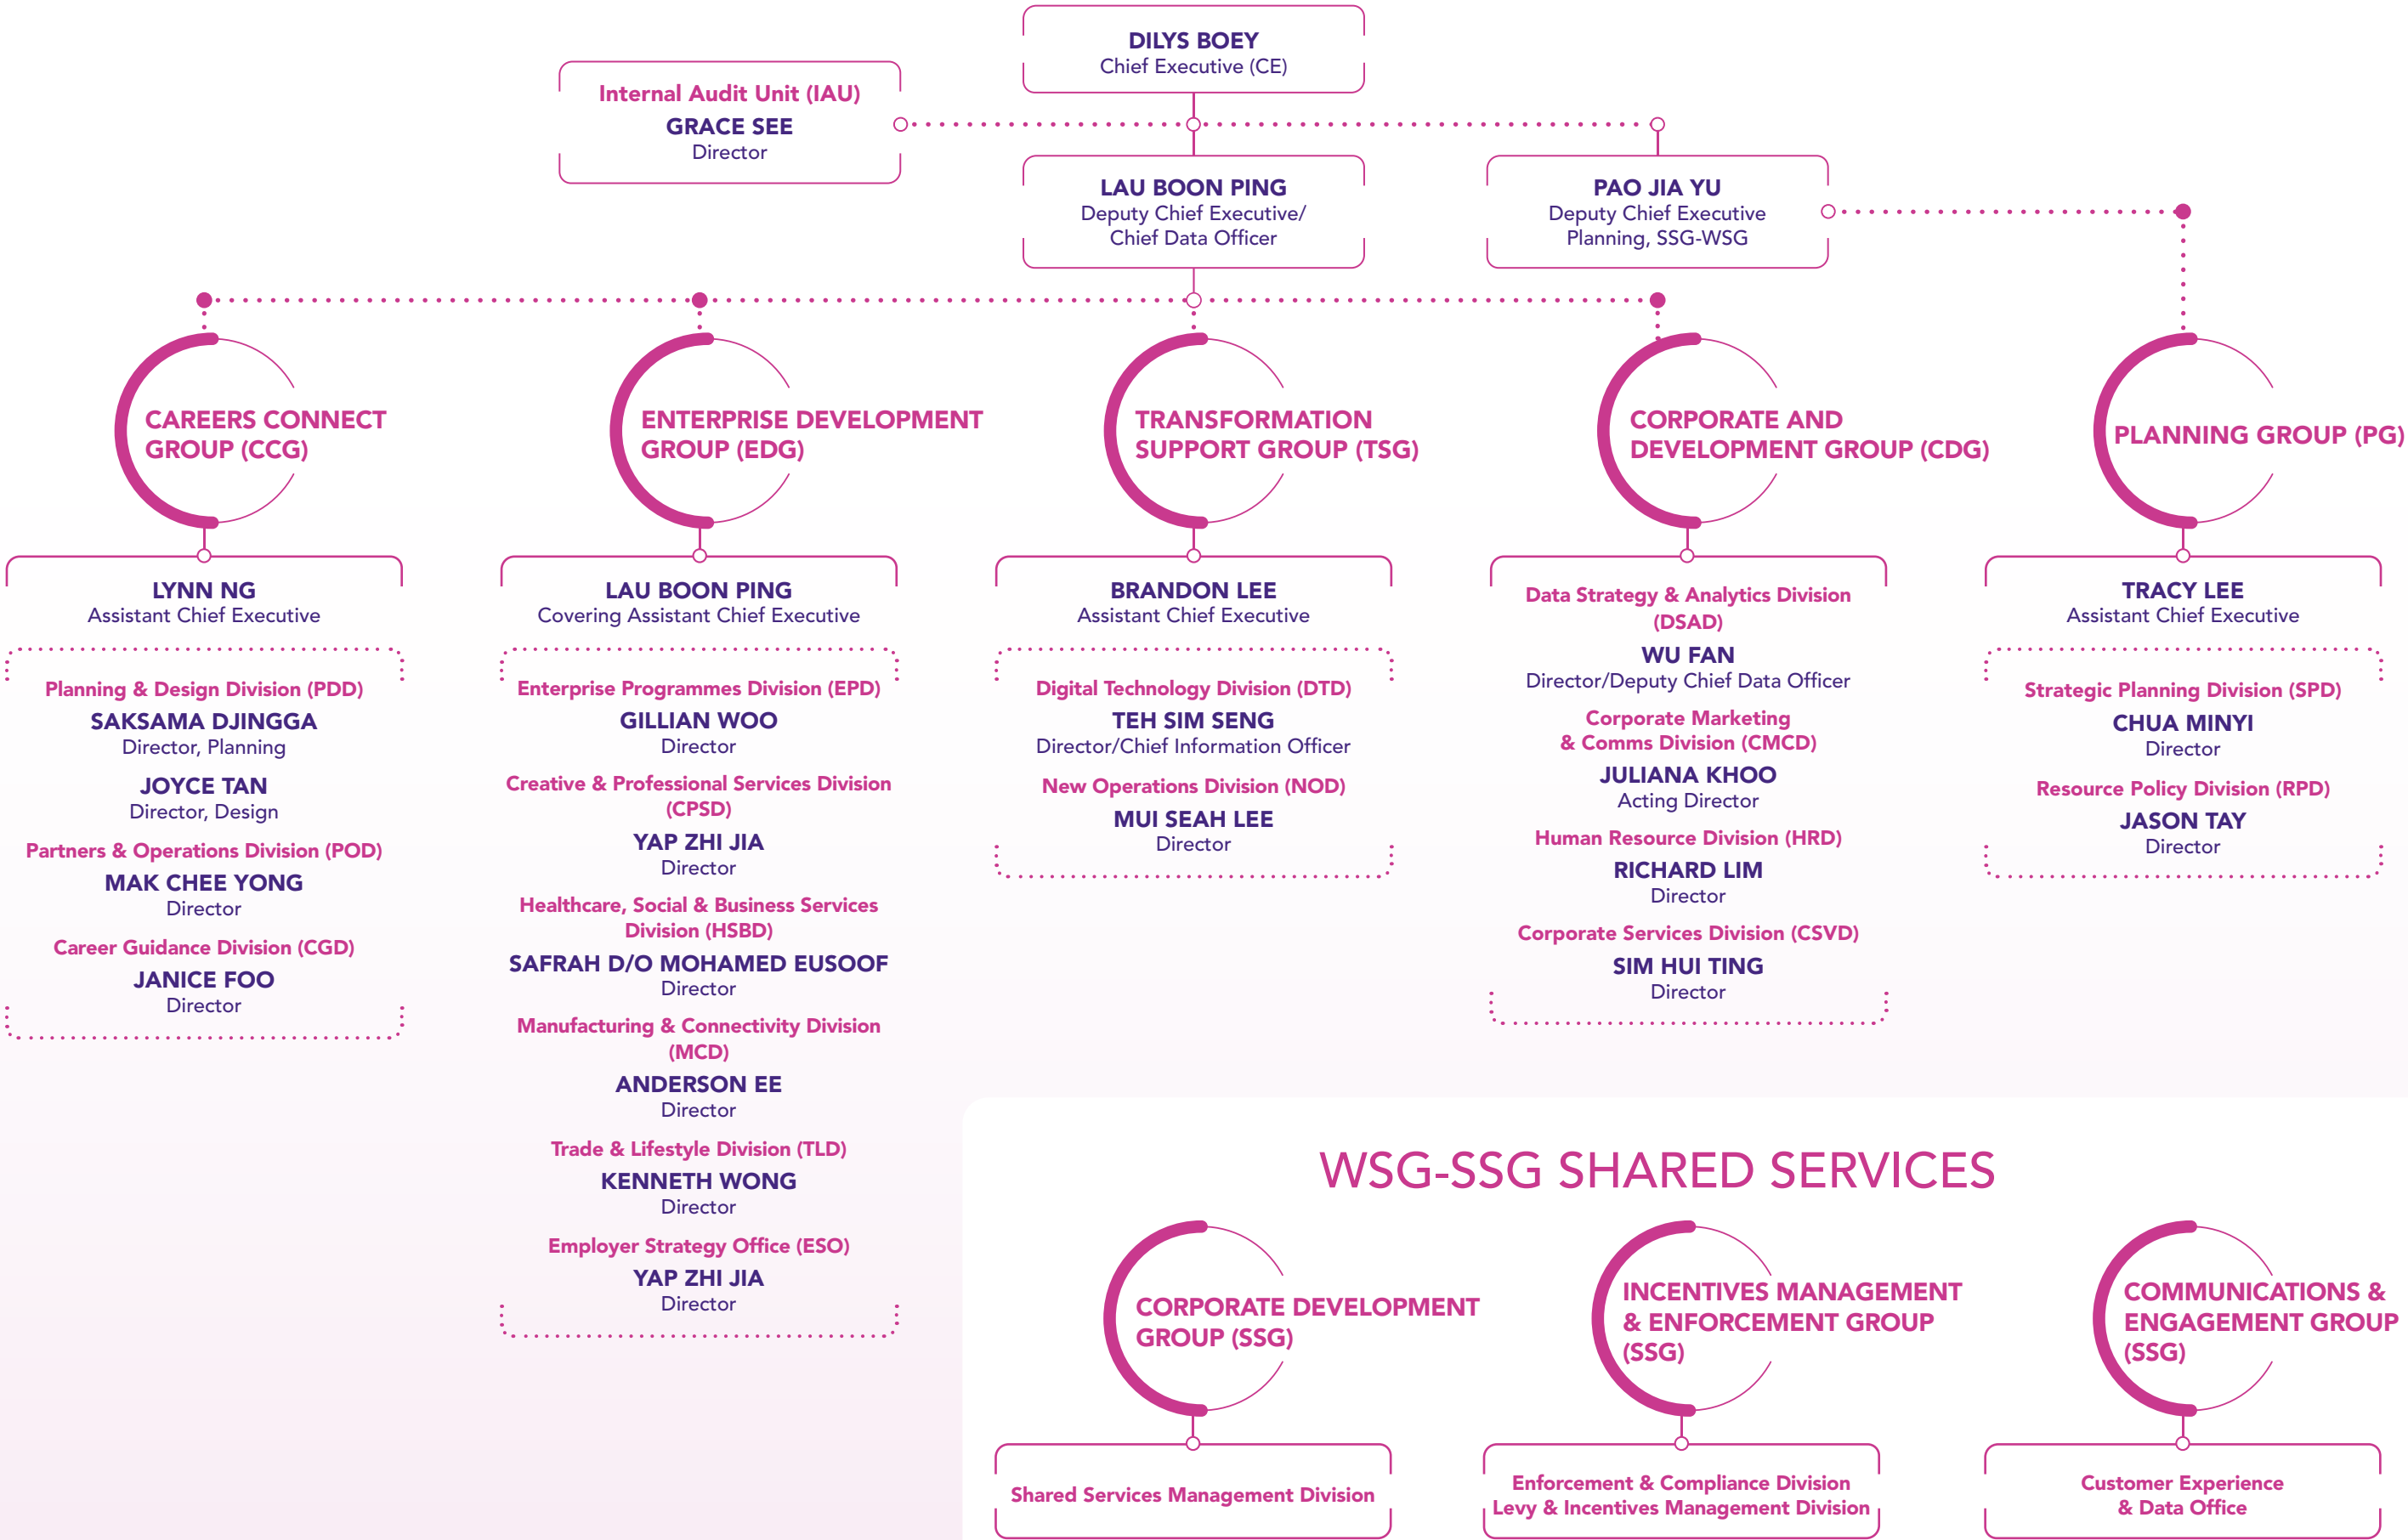 DILYS BOEY
Chief Executive (CE)
Internal Audit Unit (IAU)
GRACE SEE
Director
LAU BOON PING
Deputy Chief Executive/
Chief Data Officer
PAO JIA YU
Deputy Chief Executive
Planning, SSG-WSG
CAREERS CONNECT
GROUP (CCG)
LYNN NG
Assistant Chief Executive
Planning & Design Division (PDD)
SAKSAMA DJINGGA
Director, Planning
JOYCE TAN
Director, Design
Partners & Operations Division (POD)
MAK CHEE YONG
Director
Career Guidance Division (CGD)
JANICE FOO
Director
ENTERPRISE DEVELOPMENT
GROUP (EDG)
LAU BOON PING
Covering Assistant Chief Executive
Enterprise Programmes Division (EPD)
GILLIAN WOO
Director
Creative & Professional Services Division
(CPSD)
YAP ZHI JIA
Director
Healthcare, Social & Business Services
Division (HSBD)
SAFRAH D/O MOHAMED EUSOOF
Director
Manufacturing & Connectivity Division
(MCD)
ANDERSON EE
Director
Trade & Lifestyle Division (TLD)
KENNETH WONG
Director
Employer Strategy Office (ESO)
YAP ZHI JIA
Director
TRANSFORMATION
SUPPORT GROUP (TSG)
BRANDON LEE
Assistant Chief Executive
Digital Technology Division (DTD)
TEH SIM SENG
Director/Chief Information Officer
New Operations Division (NOD)
MUI SEAH LEE
Director
CORPORATE AND
DEVELOPMENT GROUP (CDG)
Data Strategy & Analytics Division
(DSAD)
WU FAN
Director/Deputy Chief Data Officer
Corporate Marketing
& Comms Division (CMCD)
JULIANA KHOO
Acting Director
Human Resource Division (HRD)
RICHARD LIM
Director
Corporate Services Division (CSVD)
SIM HUI TING
Director
PLANNING GROUP (PG)
TRACY LEE
Assistant Chief Executive
Strategic Planning Division (SPD)
CHUA MINYI
Director
Resource Policy Division (RPD)
JASON TAY
Director
WSG-SSG SHARED SERVICES
CORPORATE DEVELOPMENT
GROUP (SSG)
Shared Services Management Division
INCENTIVES MANAGEMENT
& ENFORCEMENT GROUP
(SSG)
Enforcement & Compliance Division
Levy & Incentives Management Division
COMMUNICATIONS &
ENGAGEMENT GROUP
(SSG)
Customer Experience
& Data Office